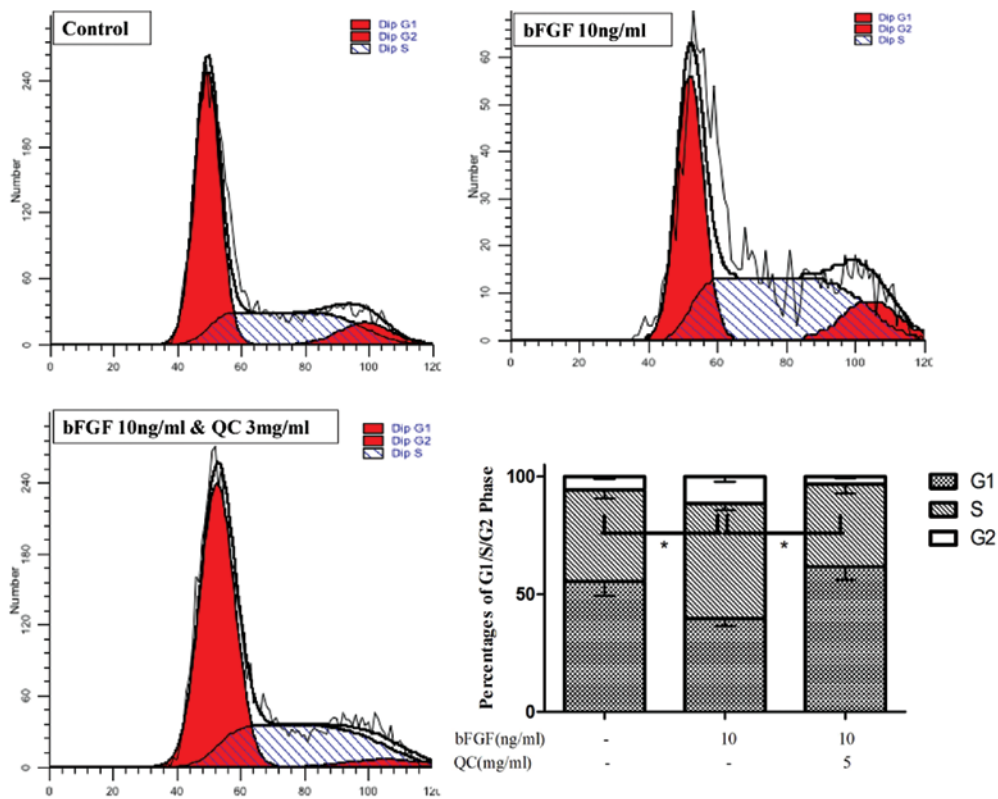 Control
Dip G1
Dip G2
Dip S
Number
240
180
120
60
0
0 20 40 60 80 100 120
bFGF 10ng/ml
Dip G1
Dip G2
Dip S
Number
60
50
40
30
20
10
0
0 20 40 60 80 100 120
bFGF 10ng/ml & QC 3mg/ml
Dip G1
Dip G2
Dip S
Number
240
180
120
60
0
0 20 40 60 80 100 120
Percentages of G1/S/G2 Phase
100
50
0
* *
G1
S
G2
bFGF(ng/ml) - 10 10
QC(mg/ml) - - 5